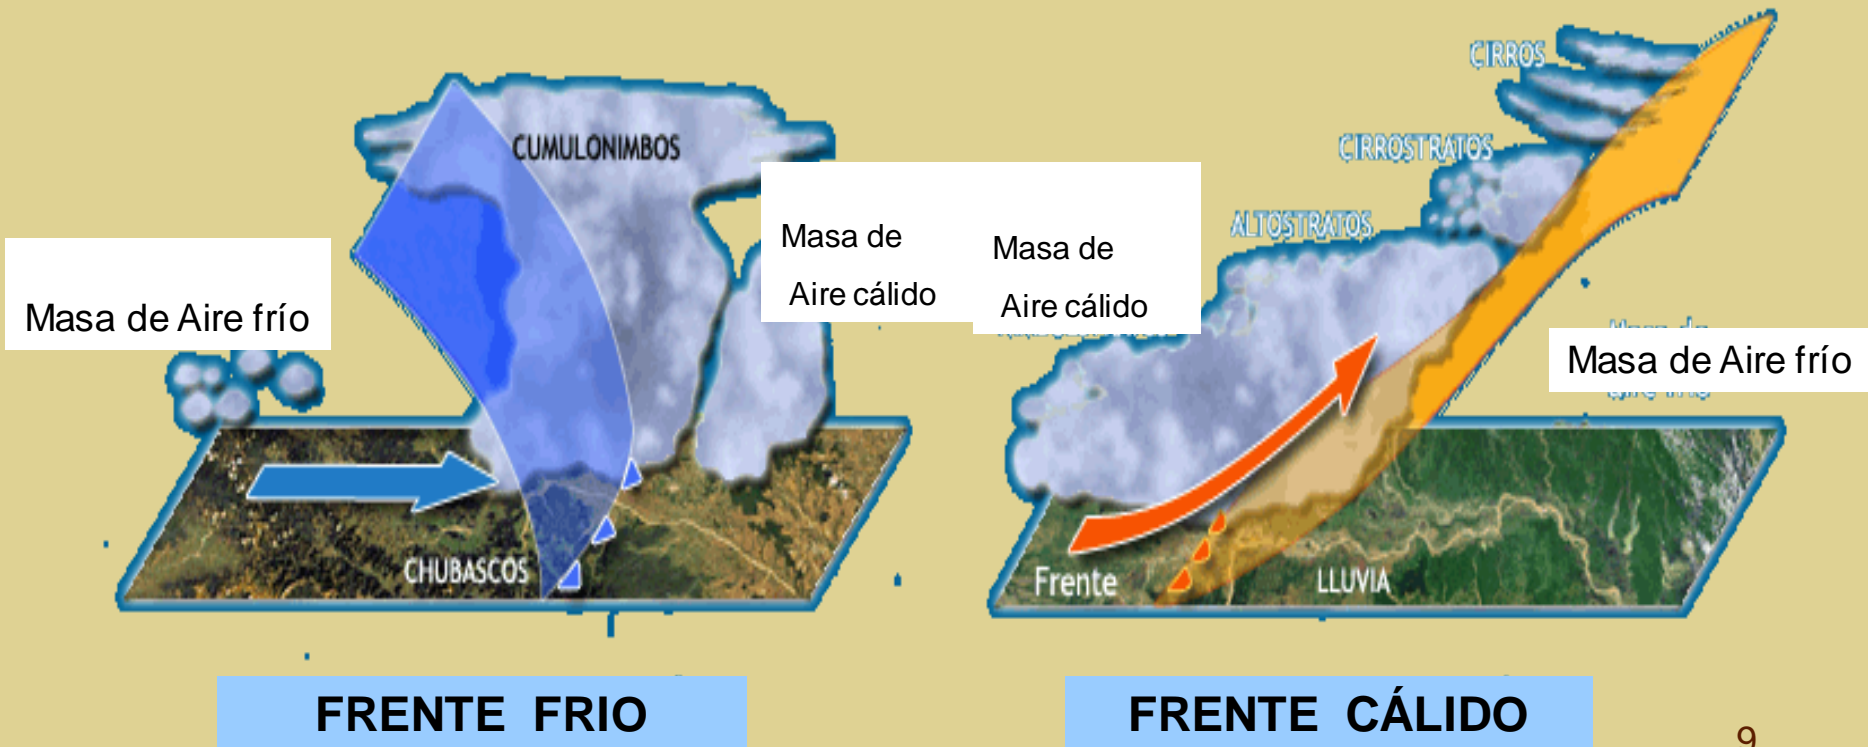 CUMULONIMBOS
Masa de Aire frío
Masa de
Aire cálido
CHUBASCOS
FRENTE FRIO
CIRROS
CIRROSTRATOS
ALTOSTRATOS
Masa de
Aire cálido
Masa de Aire frío
Frente
LLUVIA
FRENTE CÁLIDO
9